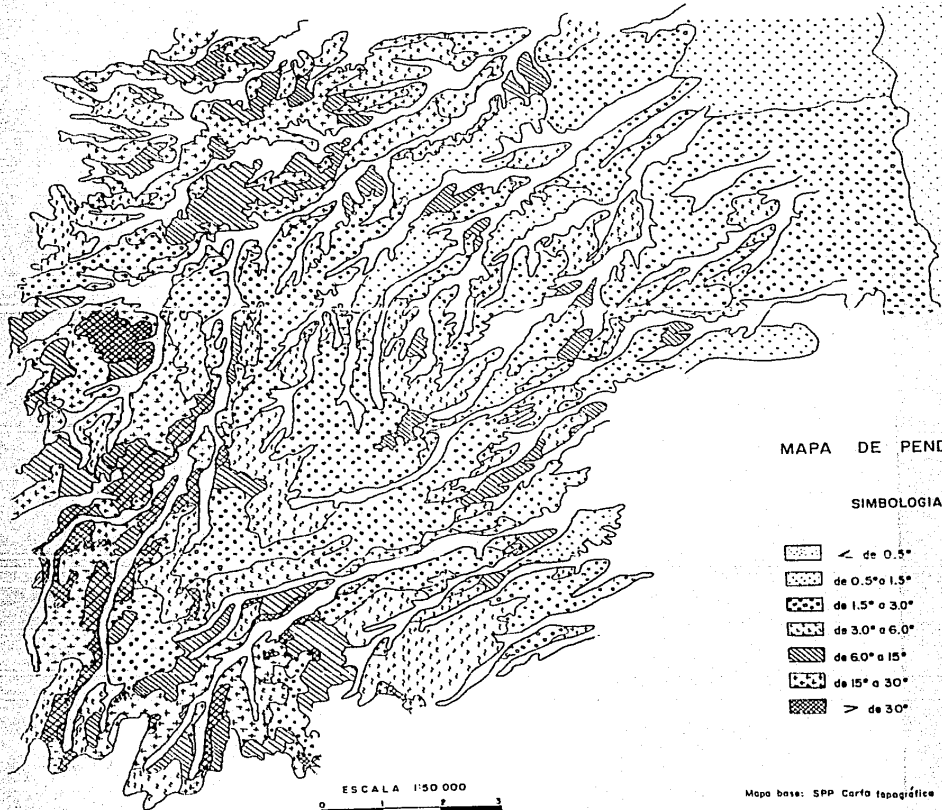 MAPA DE PEND
SIMBOLOGIA
< de 0.5°
de 0.5° a 1.5°
de 1.5° a 3.0°
de 3.0° a 6.0°
de 6.0° a 15°
de 15° a 30°
> de 30°
ESCALA 1:50 000
0 1 2 3
Mapa base: SPP Carta topográfica